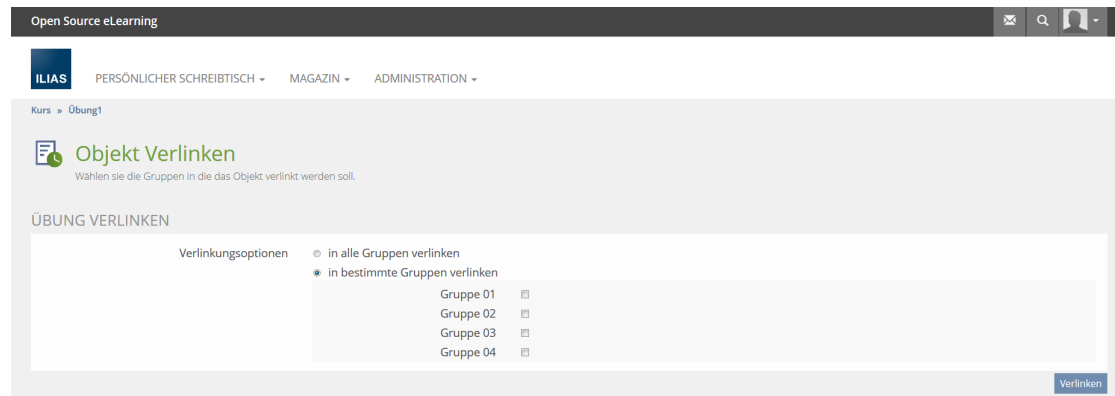 Open Source eLearning
ILIAS
PERSÖNLICHER SCHREIBTISCH MAGAZIN ADMINISTRATION
Kurs » Übung1
Objekt Verlinken
Wählen sie die Gruppen in die das Objekt verlinkt werden soll.
ÜBUNG VERLINKEN
Verlinkungsoptionen in alle Gruppen verlinken
in bestimmte Gruppen verlinken
Gruppe 01
Gruppe 02
Gruppe 03
Gruppe 04
Verlinken